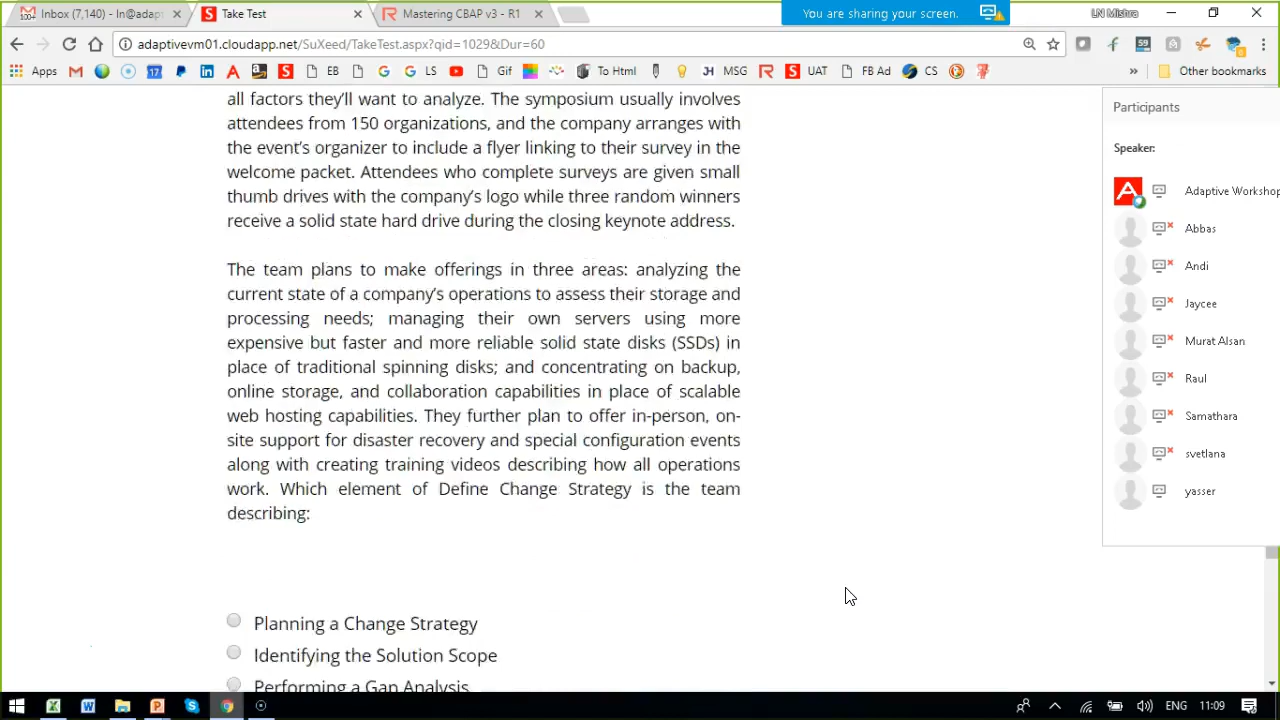 Inbox (7,140) - ln@adap
Take Test
Mastering CBAP v3 - R1
You are sharing your screen.
LN Mishra
adaptivevm01.cloudapp.net/SuXeed/TakeTest.aspx?qid=1029&Dur=60
59
Apps
17
EB
LS
Gif
To Html
JH
MSG
UAT
FB Ad
CS
»
Other bookmarks
all factors they'll want to analyze. The symposium usually involves
attendees from 150 organizations, and the company arranges with
the event's organizer to include a flyer linking to their survey in the
welcome packet. Attendees who complete surveys are given small
thumb drives with the company's logo while three random winners
receive a solid state hard drive during the closing keynote address.
The team plans to make offerings in three areas: analyzing the
current state of a company's operations to assess their storage and
processing needs; managing their own servers using more
expensive but faster and more reliable solid state disks (SSDs) in
place of traditional spinning disks; and concentrating on backup,
online storage, and collaboration capabilities in place of scalable
web hosting capabilities. They further plan to offer in-person, on-
site support for disaster recovery and special configuration events
along with creating training videos describing how all operations
work. Which element of Define Change Strategy is the team
describing:
Planning a Change Strategy
Identifying the Solution Scope
Performing a Gap Analysis
Participants
Speaker:
Adaptive Workshop
Abbas
Andi
Jaycee
Murat Alsan
Raul
Samathara
svetlana
yasser
ENG
11:09